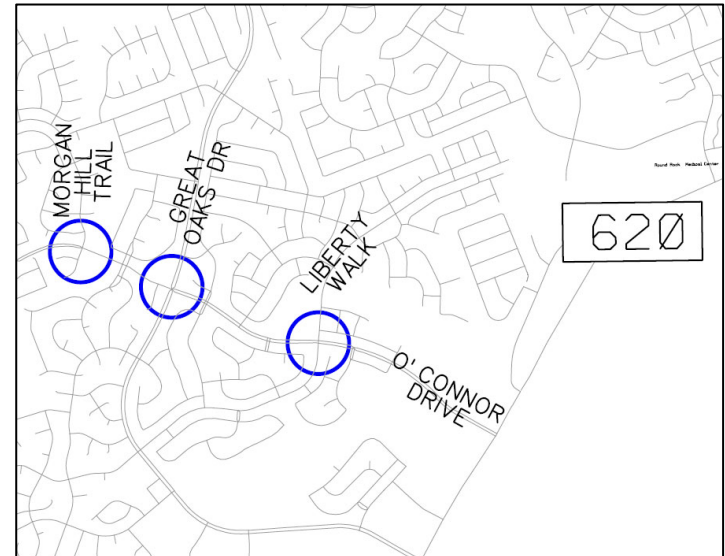 MORGAN
HILL
TRAIL
GREAT
OAKS DR
LIBERTY
WALK
O' CONNOR
DRIVE
620
Round Rock Medical Center